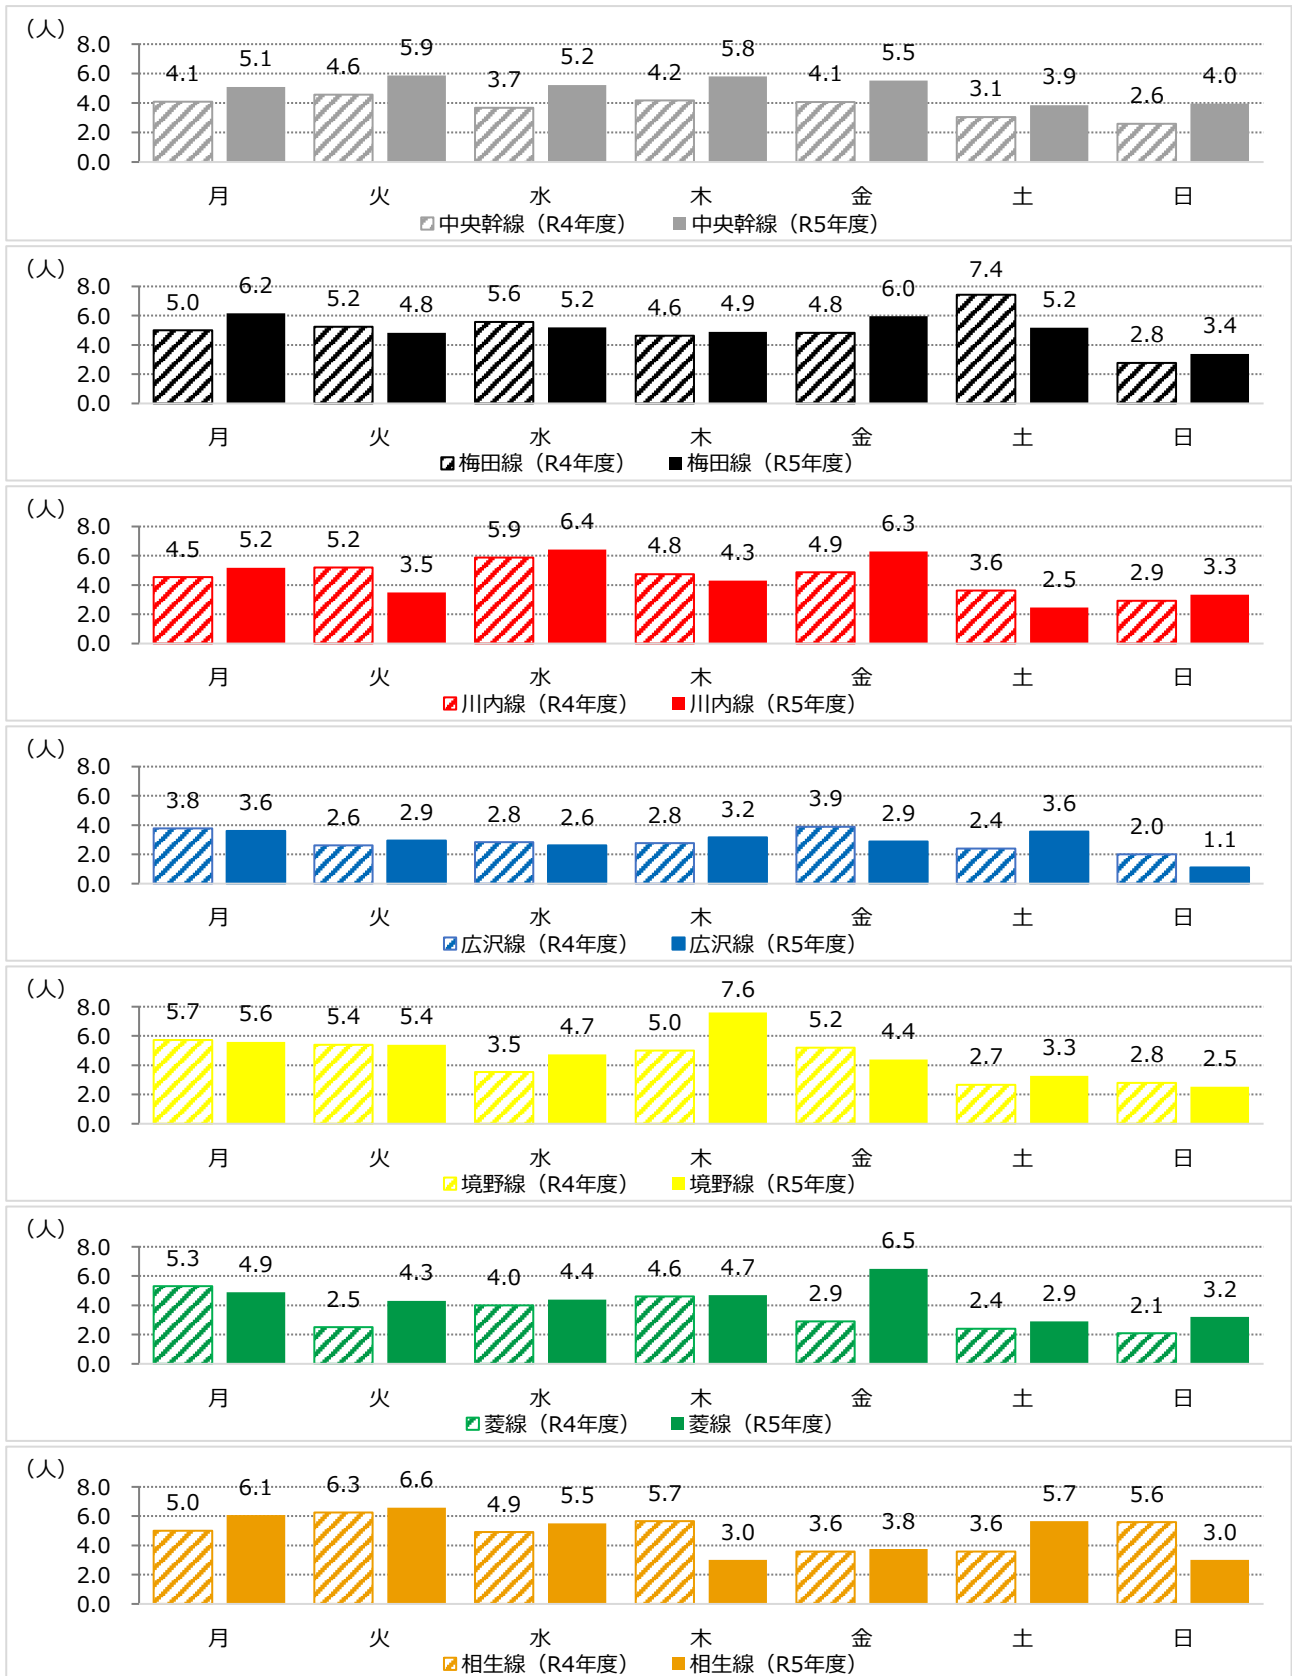 （人）
4.1 5.1 4.6 5.9 3.7 5.2 4.2 5.8 4.1 5.5 3.1 3.9 2.6 4.0
8.0
6.0
4.0
2.0
0.0
月 火 水 木 金 土 日
中央幹線（R4年度） 中央幹線（R5年度）
（人）
5.0 6.2 5.2 4.8 5.6 5.2 4.6 4.9 4.8 6.0 7.4 5.2 2.8 3.4
8.0
6.0
4.0
2.0
0.0
月 火 水 木 金 土 日
梅田線（R4年度） 梅田線（R5年度）
（人）
4.5 5.2 5.2 3.5 5.9 6.4 4.8 4.3 4.9 6.3 3.6 2.5 2.9 3.3
8.0
6.0
4.0
2.0
0.0
月 火 水 木 金 土 日
川内線（R4年度） 川内線（R5年度）
（人）
3.8 3.6 2.6 2.9 2.8 2.6 2.8 3.2 3.9 2.9 2.4 3.6 2.0 1.1
8.0
6.0
4.0
2.0
0.0
月 火 水 木 金 土 日
広沢線（R4年度） 広沢線（R5年度）
（人）
5.7 5.6 5.4 5.4 3.5 4.7 5.0 7.6 5.2 4.4 2.7 3.3 2.8 2.5
8.0
6.0
4.0
2.0
0.0
月 火 水 木 金 土 日
境野線（R4年度） 境野線（R5年度）
（人）
5.3 4.9 2.5 4.3 4.0 4.4 4.6 4.7 2.9 6.5 2.4 2.9 2.1 3.2
8.0
6.0
4.0
2.0
0.0
月 火 水 木 金 土 日
菱線（R4年度） 菱線（R5年度）
（人）
5.0 6.1 6.3 6.6 4.9 5.5 5.7 3.0 3.6 3.8 3.6 5.7 5.6 3.0
8.0
6.0
4.0
2.0
0.0
月 火 水 木 金 土 日
相生線（R4年度） 相生線（R5年度）